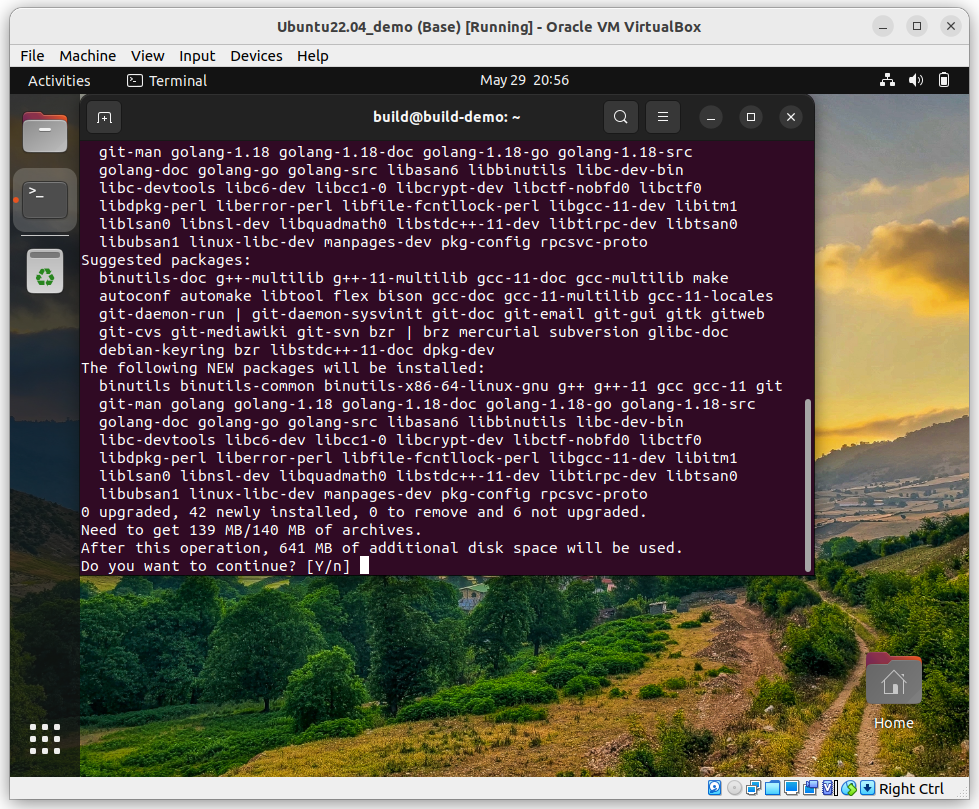 Ubuntu22.04_demo (Base) [Running] - Oracle VM VirtualBox
File Machine View Input Devices Help
Activities Terminal May 29 20:56
build@build-demo: ~
git-man golang-1.18 golang-1.18-doc golang-1.18-go golang-1.18-src
golang-doc golang-go golang-src libasan6 libbinutils libc-dev-bin
libc-devtools libc6-dev libcc1-0 libcrypt-dev libctf-nobfd0 libctf0
libdpkg-perl liberror-perl libfile-fcntllock-perl libgcc-11-dev libitm1
liblsan0 libnsl-dev libquadmath0 libstdc++-11-dev libtirpc-dev libtsan0
libubsan1 linux-libc-dev manpages-dev pkg-config rpcsvc-proto
Suggested packages:
binutils-doc g++-multilib g++-11-multilib gcc-11-doc gcc-multilib make
autoconf automake libtool flex bison gcc-doc gcc-11-multilib gcc-11-locales
git-daemon-run | git-daemon-sysvinit git-doc git-email git-gui gitk gitweb
git-cvs git-mediawiki git-svn bzr | brz mercurial subversion glibc-doc
debian-keyring bzr libstdc++-11-doc dpkg-dev
The following NEW packages will be installed:
binutils binutils-common binutils-x86-64-linux-gnu g++ g++-11 gcc gcc-11 git
git-man golang golang-1.18 golang-1.18-doc golang-1.18-go golang-1.18-src
golang-doc golang-go golang-src libasan6 libbinutils libc-dev-bin
libc-devtools libc6-dev libcc1-0 libcrypt-dev libctf-nobfd0 libctf0
libdpkg-perl liberror-perl libfile-fcntllock-perl libgcc-11-dev libitm1
liblsan0 libnsl-dev libquadmath0 libstdc++-11-dev libtirpc-dev libtsan0
libubsan1 linux-libc-dev manpages-dev pkg-config rpcsvc-proto
0 upgraded, 42 newly installed, 0 to remove and 6 not upgraded.
Need to get 139 MB/140 MB of archives.
After this operation, 641 MB of additional disk space will be used.
Do you want to continue? [Y/n]
Home
Right Ctrl